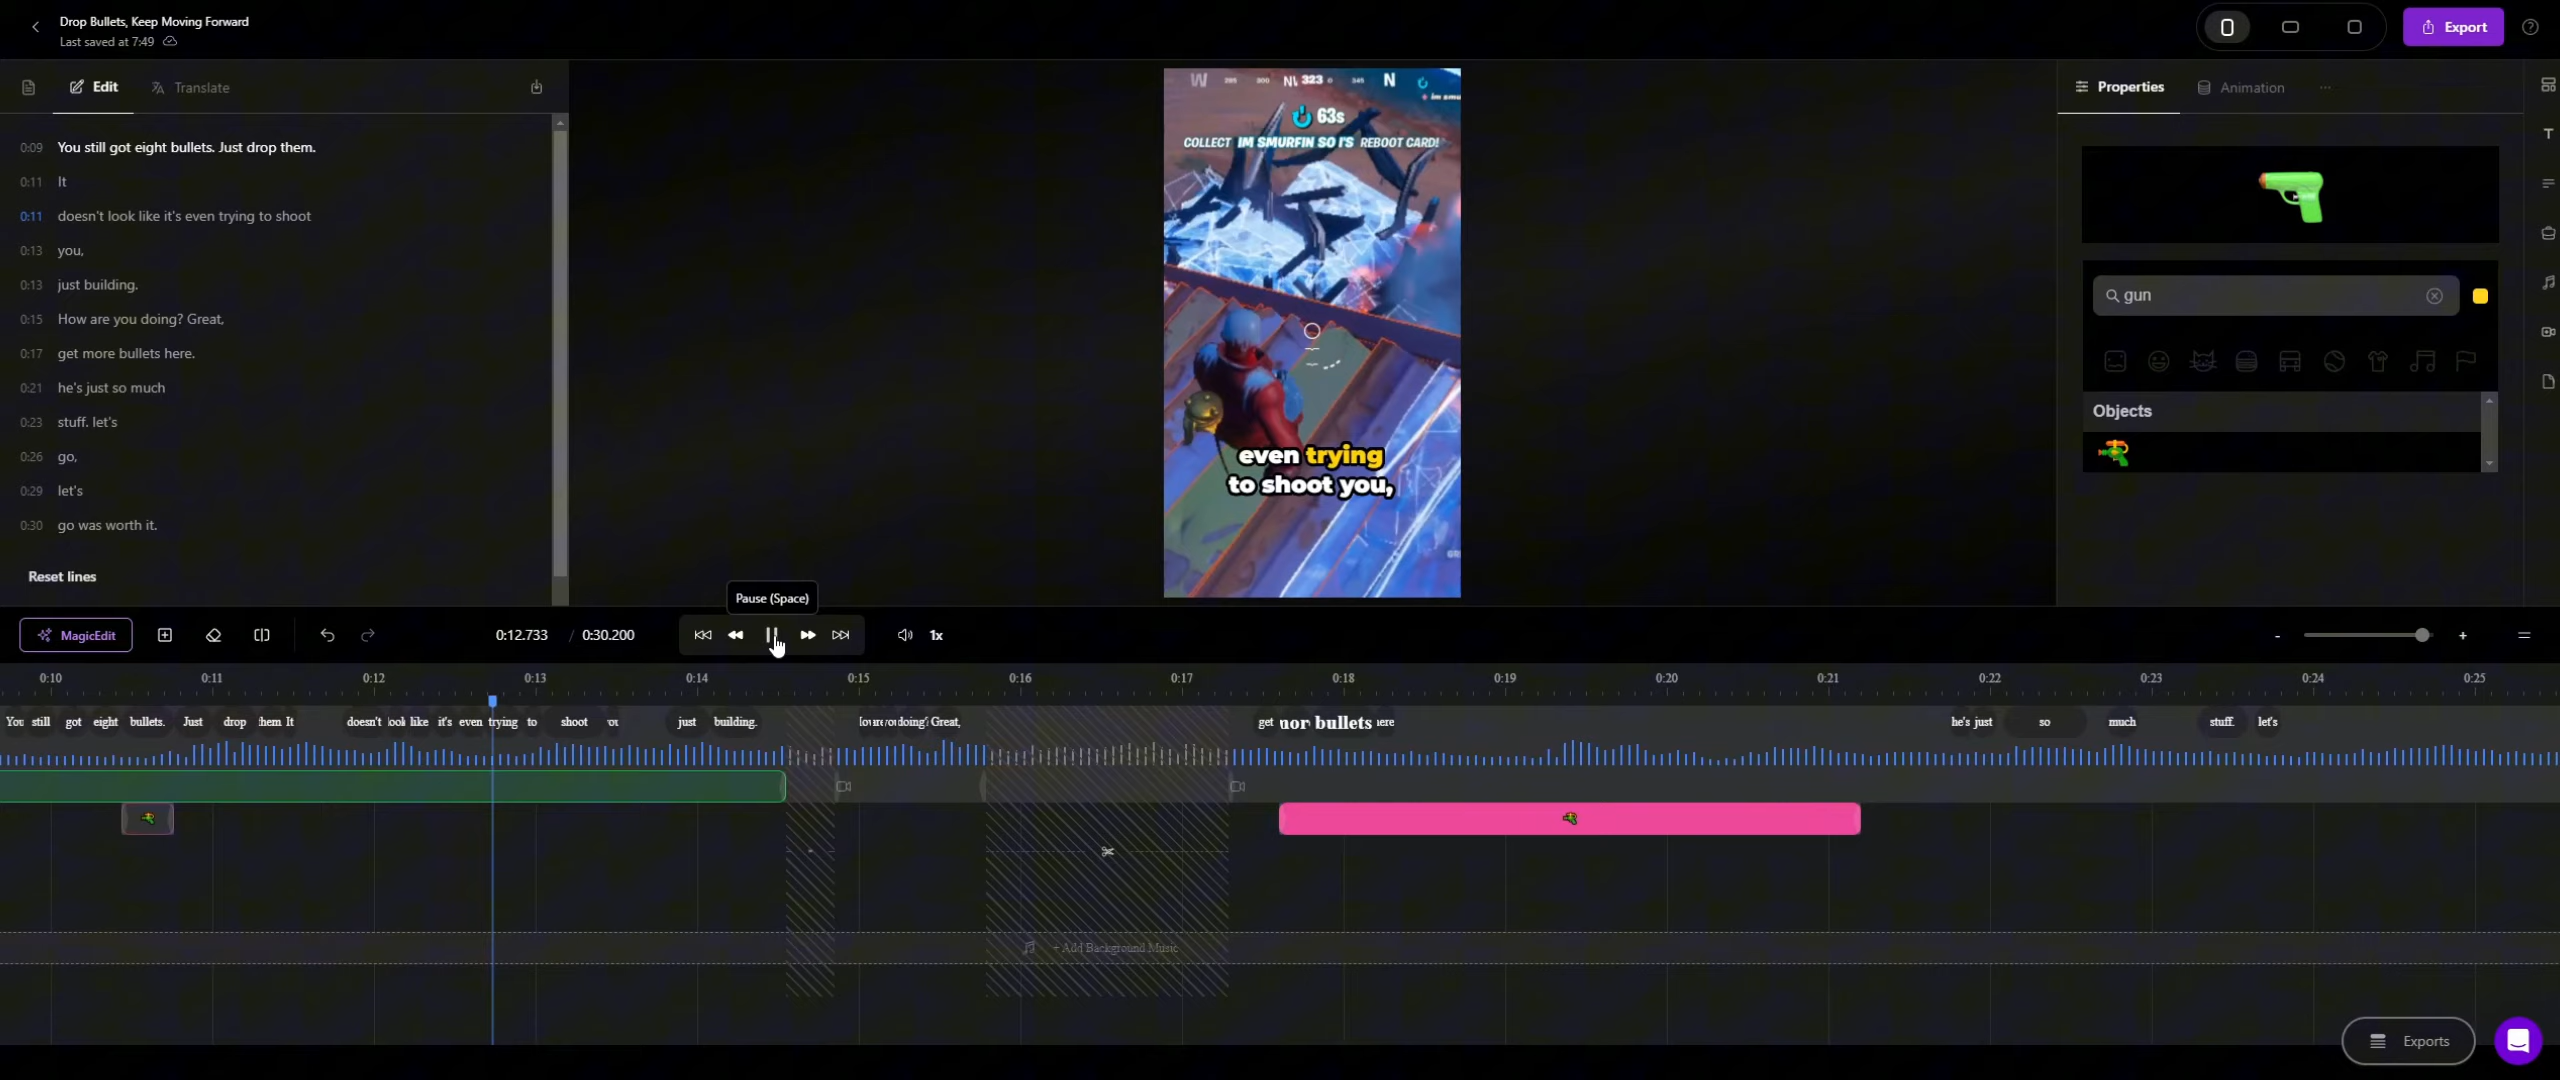 Drop Bullets, Keep Moving Forward
Last saved at 7:49
Export
Edit
Translate
0:09 You still got eight bullets. Just drop them.
0:11 It
0:11 doesn't look like it's even trying to shoot
0:13 you,
0:13 just building.
0:15 How are you doing? Great,
0:17 get more bullets here.
0:21 he's just so much
0:23 stuff. let's
0:26 go,
0:29 let's
0:30 go was worth it.
Reset lines
W 285 300 323 345 N
63s
COLLECT IM SMURFIN SO I'S REBOOT CARD!
even trying
to shoot you,
Properties
Animation
gun
Objects
Pause (Space)
MagicEdit
0:12.733 / 0:30.200
1x
- +
0:10 0:11 0:12 0:13 0:14 0:15 0:16 0:17 0:18 0:19 0:20 0:21 0:22 0:23 0:24 0:25
You still got eight bullets. Just drop them It doesn't look like it's even trying to shoot just building. Great, get bullets he's just so much stuff. let's
+ Add Background Music
Exports